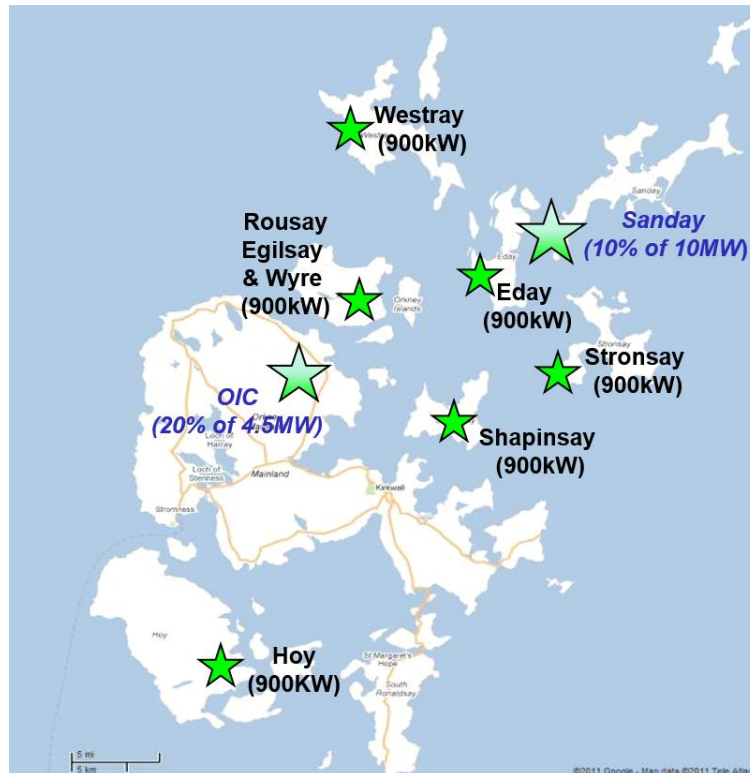 Westray
(900kW)
Sanday
Sanday
(10% of 10MW)
Rousay
Egilsay
& Wyre
(900kW)
Eday
Eday
(900kW)
Orkney
Islands
Stronsay
Stronsay
(900kW)
OIC
(20% of 4.5MW)
Shapinsay
(900kW)
Loch of
Harray
Loch of
Stenness
Mainland
Kirkwall
Stromness
Hoy
Hoy
(900KW)
St Margaret's
Hope
South
Ronaldsay
5 mi
5 km
©2011 Google - Map data ©2011 Tele Atlas